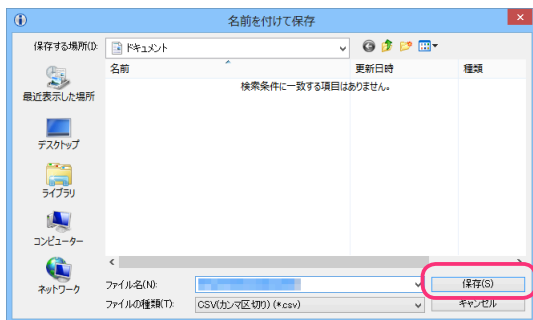 名前を付けて保存
保存する場所(I):
ドキュメント
名前
更新日時
種類
検索条件に一致する項目はありません。
最近表示した場所
デスクトップ
ライブラリ
コンピューター
ネットワーク
ファイル名(N):
保存(S)
ファイルの種類(T):
CSV(カンマ区切り) (*csv)
キャンセル